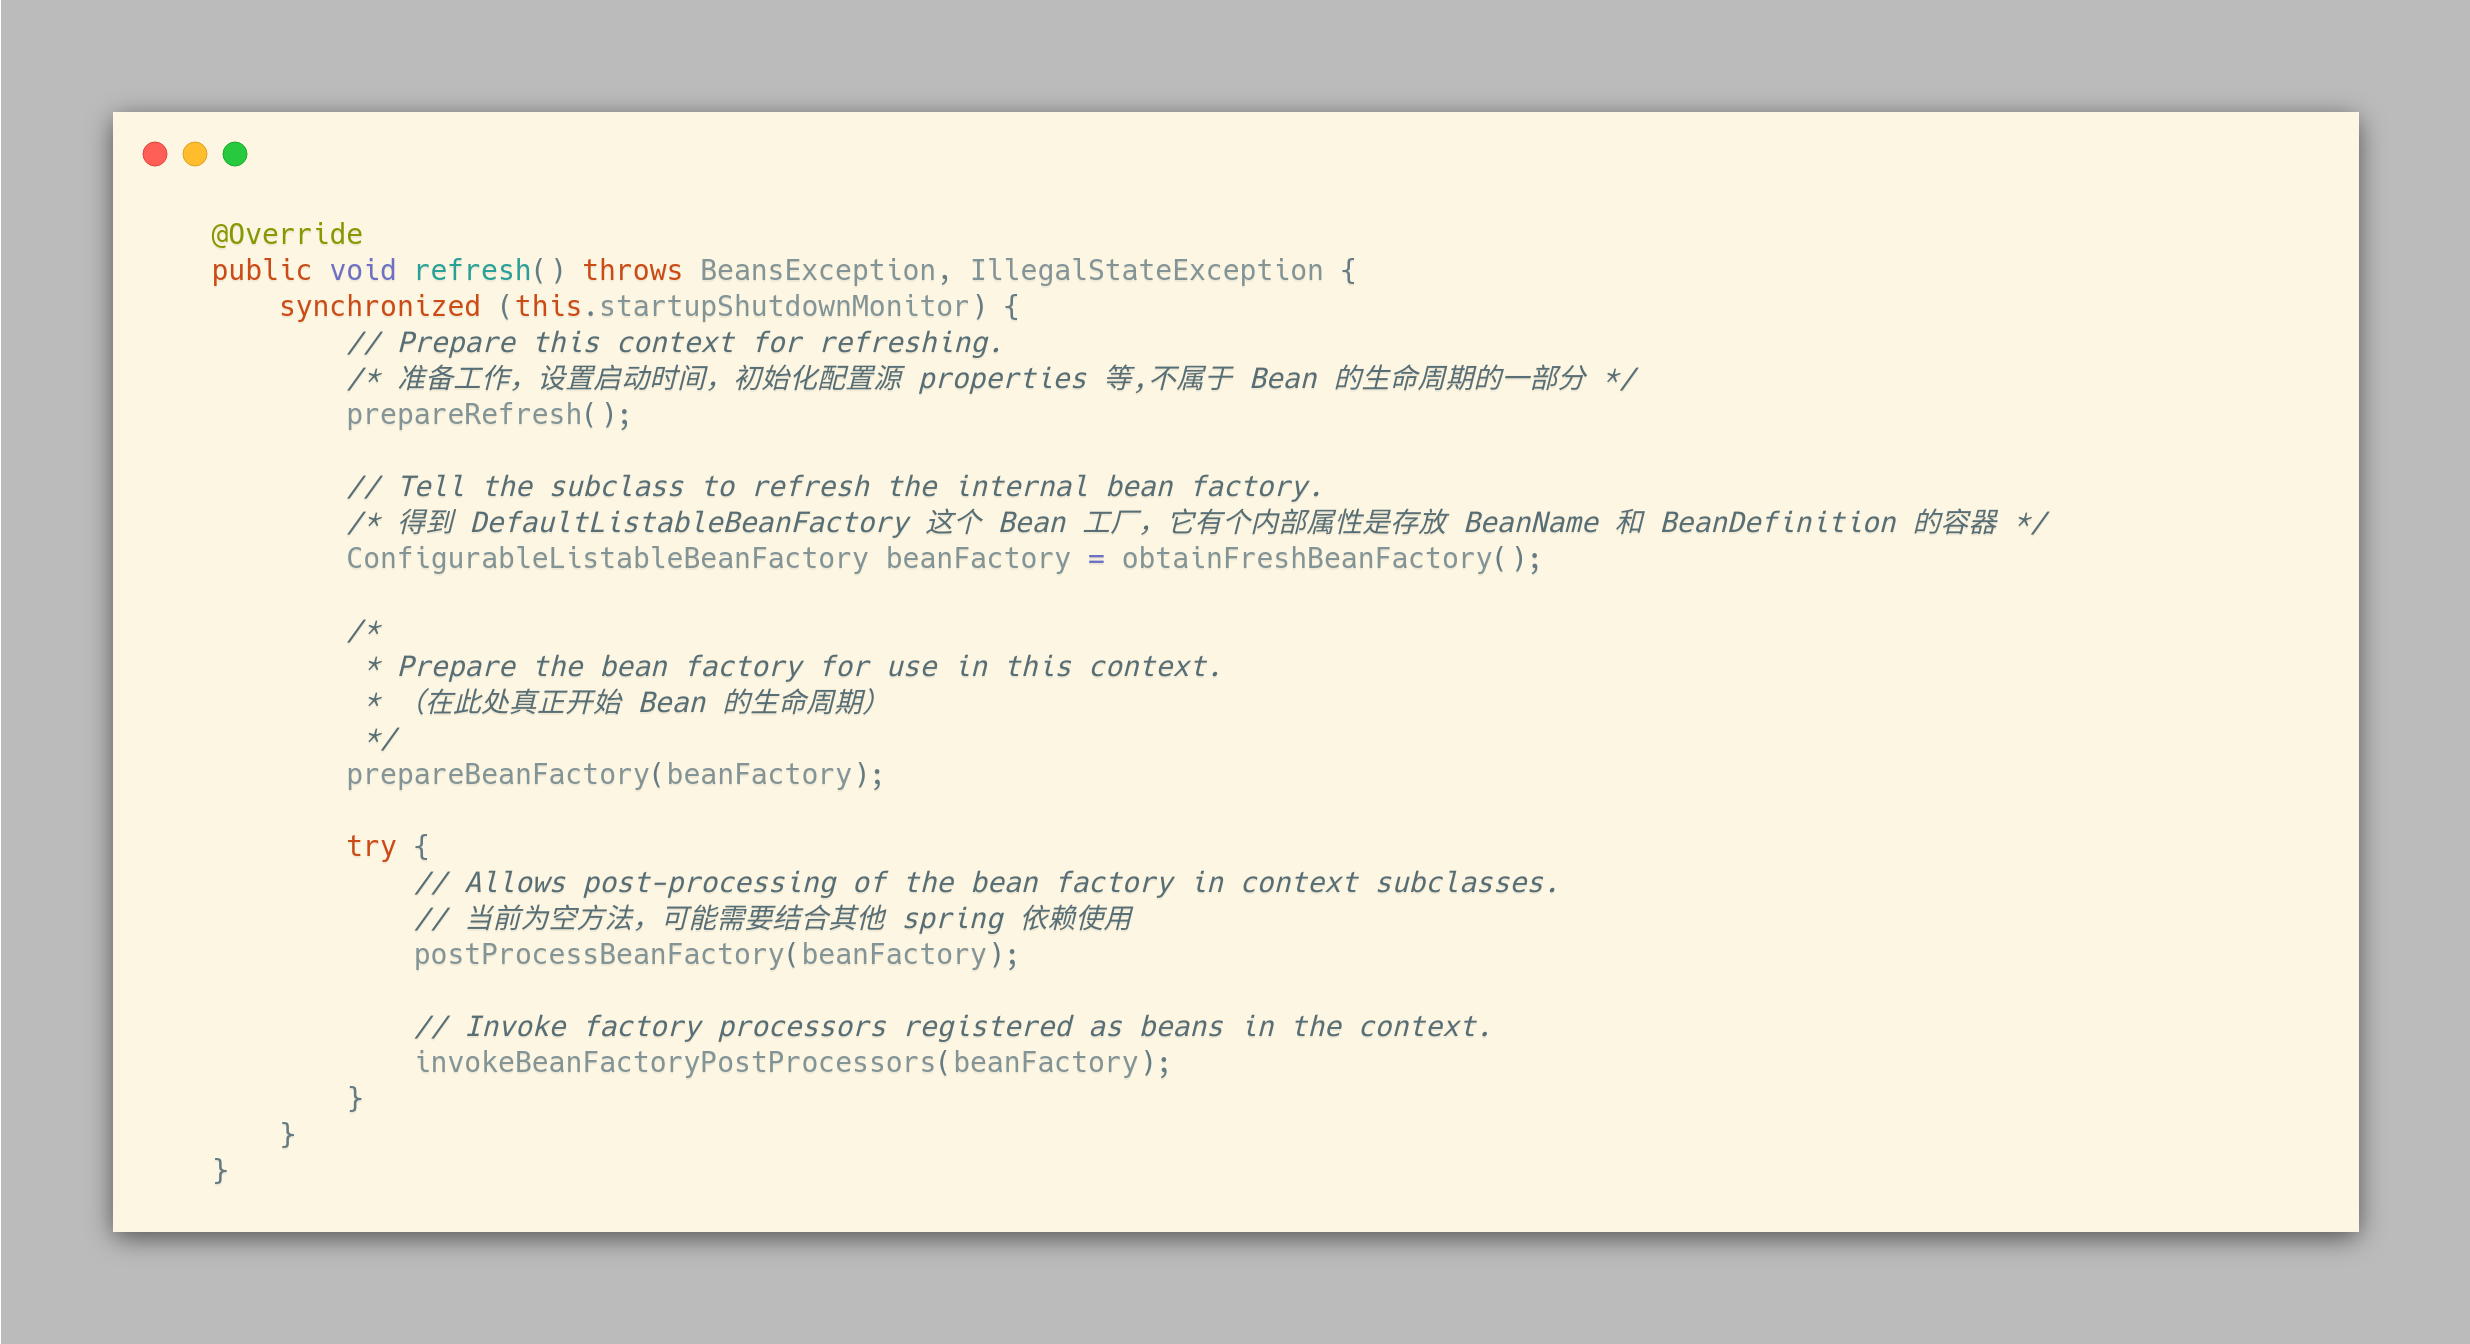 @Override
public void refresh() throws BeansException, IllegalStateException {
    synchronized (this.startupShutdownMonitor) {
        // Prepare this context for refreshing.
        /* 准备工作，设置启动时间，初始化配置源 properties 等,不属于 Bean 的生命周期的一部分 */
        prepareRefresh();

        // Tell the subclass to refresh the internal bean factory.
        /* 得到 DefaultListableBeanFactory 这个 Bean 工厂，它有个内部属性是存放 BeanName 和 BeanDefinition 的容器 */
        ConfigurableListableBeanFactory beanFactory = obtainFreshBeanFactory();

        /*
         * Prepare the bean factory for use in this context.
         * （在此处真正开始 Bean 的生命周期）
         */
        prepareBeanFactory(beanFactory);

        try {
            // Allows post-processing of the bean factory in context subclasses.
            // 当前为空方法，可能需要结合其他 spring 依赖使用
            postProcessBeanFactory(beanFactory);

            // Invoke factory processors registered as beans in the context.
            invokeBeanFactoryPostProcessors(beanFactory);
        }
    }
}